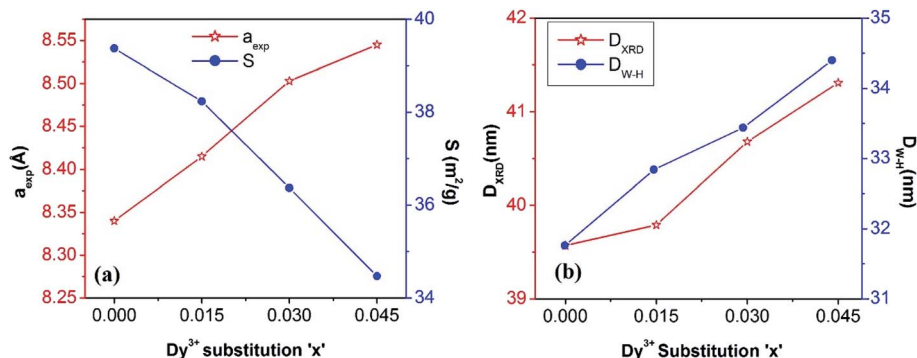 a_exp
S
8.55
8.50
8.45
8.40
8.35
8.30
8.25
a_exp(Å)
40
38
36
34
S (m²/g)
(a)
0.000 0.015 0.030 0.045
Dy³⁺ substitution 'x'
D_XRD
D_W-H
42
41
40
39
D_XRD(nm)
35
34
33
32
31
D_W-H(nm)
(b)
0.000 0.015 0.030 0.045
Dy³⁺ substitution 'x'